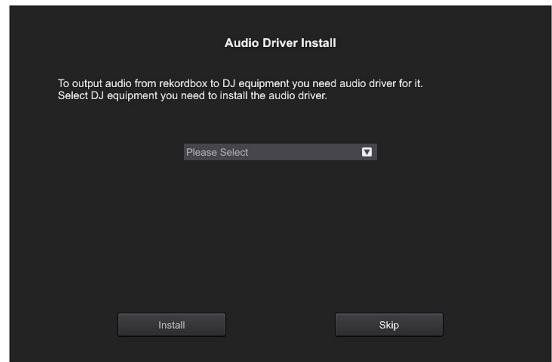 Audio Driver Install
To output audio from rekordbox to DJ equipment you need audio driver for it.
Select DJ equipment you need to install the audio driver.
Please Select
Install
Skip